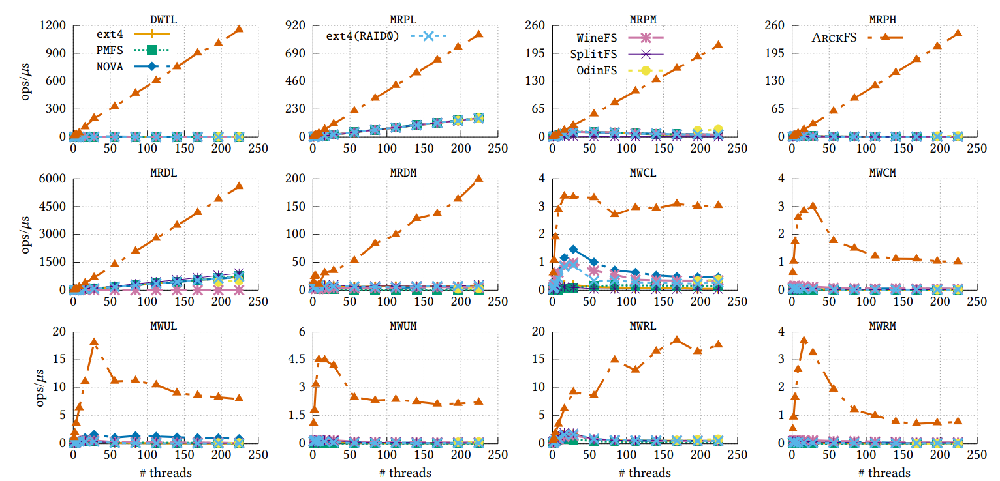 DWTL MRPL MRPM MRPH
1200 920 260 260
ext4 ext4(RAID0) WineFS ArckFS
PMFS SplitFS
900 690 195 195
NOVA OdinFS
ops/μs
600 460 130 130
300 230 65 65
0 0 0 0
0 50 100 150 200 250 0 50 100 150 200 250 0 50 100 150 200 250 0 50 100 150 200 250
MRDL MRDM MWCL MWCM
6000 200 4 4
4500 150 3 3
ops/μs
3000 100 2 2
1500 50 1 1
0 0 0 0
0 50 100 150 200 250 0 50 100 150 200 250 0 50 100 150 200 250 0 50 100 150 200 250
MWUL MWUM MWRL MWRM
20 6 20 4
15 4.5 15 3
ops/μs
10 3 10 2
5 1.5 5 1
0 0 0 0
0 50 100 150 200 250 0 50 100 150 200 250 0 50 100 150 200 250 0 50 100 150 200 250
# threads # threads # threads # threads